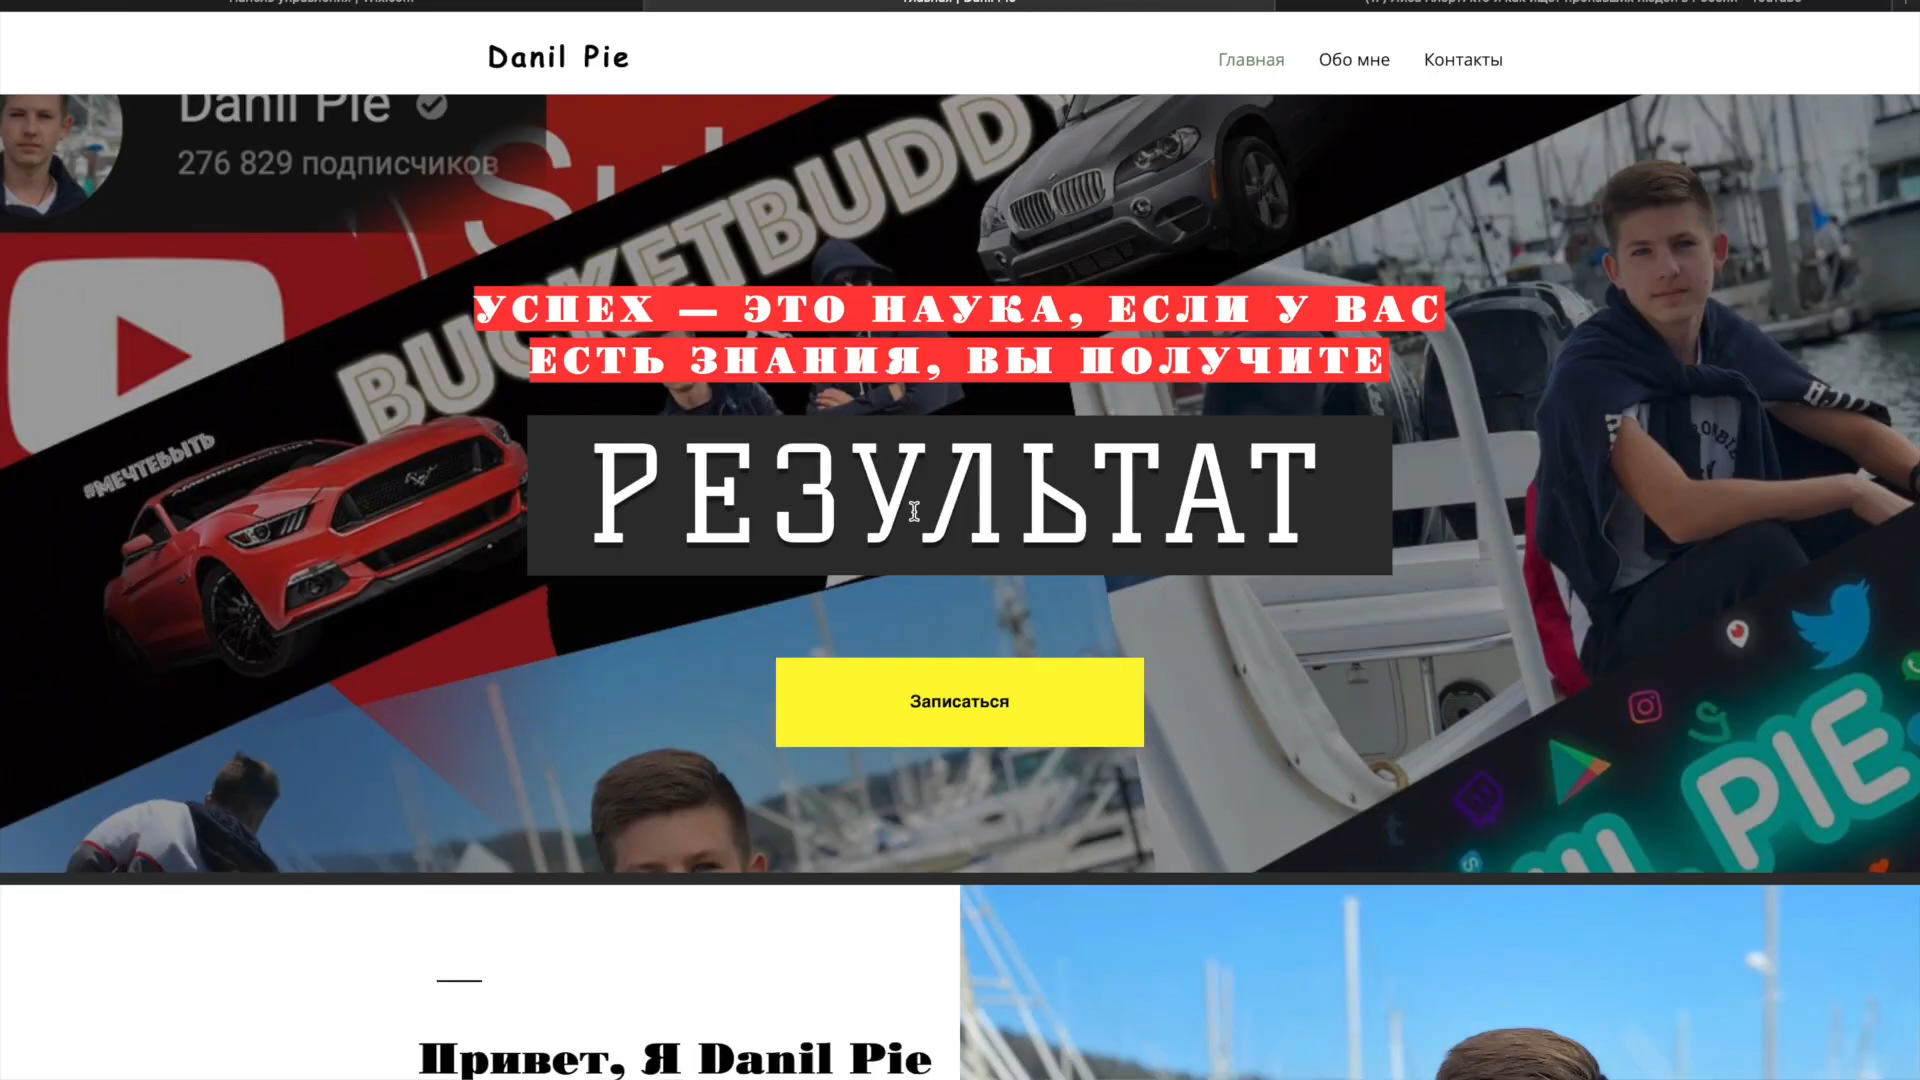 Danil Pie
Главная
Обо мне
Контакты
Danil Pie
276 829 подписчиков
BUCKETBUDDY
УСПЕХ — ЭТО НАУКА, ЕСЛИ У ВАС
ЕСТЬ ЗНАНИЯ, ВЫ ПОЛУЧИТЕ
#МЕЧТЕБЫТЬ
РЕЗУЛЬТАТ
Записаться
PIE
Привет, Я Danil Pie